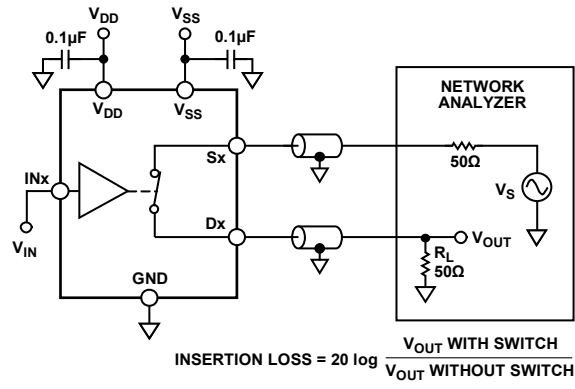 VDD
VSS
0.1µF
0.1µF
VDD
VSS
NETWORK
ANALYZER
Sx
50Ω
VS
INx
Dx
VOUT
VIN
RL
50Ω
GND
INSERTION LOSS = 20 log VOUT WITH SWITCH
VOUT WITHOUT SWITCH